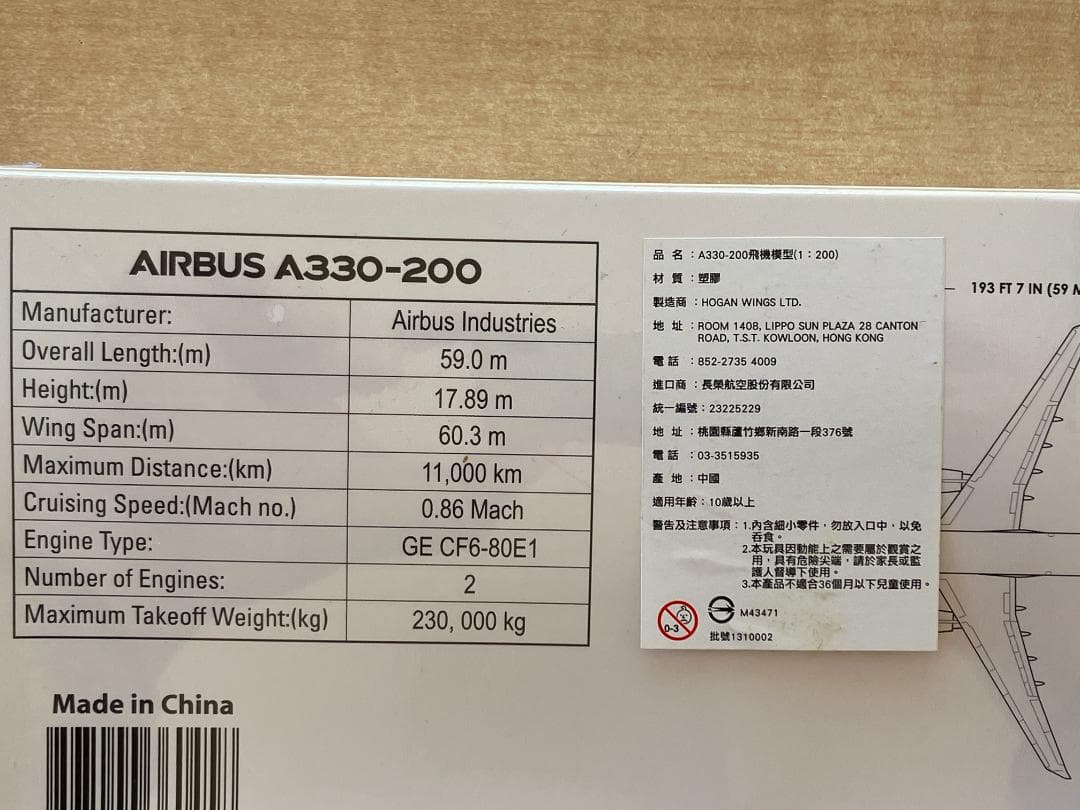 AIRBUS A330-200
Manufacturer: Airbus Industries
Overall Length:(m) 59.0 m
Height:(m) 17.89 m
Wing Span:(m) 60.3 m
Maximum Distance:(km) 11,000 km
Cruising Speed:(Mach no.) 0.86 Mach
Engine Type: GE CF6-80E1
Number of Engines: 2
Maximum Takeoff Weight:(kg) 230, 000 kg
Made in China
品 名：A330-200飛機模型(1：200)
材 質：塑膠
製造商：HOGAN WINGS LTD.
地 址：ROOM 1408, LIPPO SUN PLAZA 28 CANTON
ROAD, T.S.T. KOWLOON, HONG KONG
電 話：852-2735 4009
進口商：長榮航空股份有限公司
統一編號：23225229
地 址：桃園縣蘆竹鄉新南路一段376號
電 話：03-3515935
產 地：中國
適用年齡：10歲以上
警告及注意事項：1.內含細小零件，勿放入口中，以免
吞食。
2.本玩具因動能上之需要屬於觀賞之
用，具有危險尖端，請於家長或監
護人督導下使用。
3.本產品不適合36個月以下兒童使用。
0-3
M43471
批號1310002
193 FT 7 IN (59 M